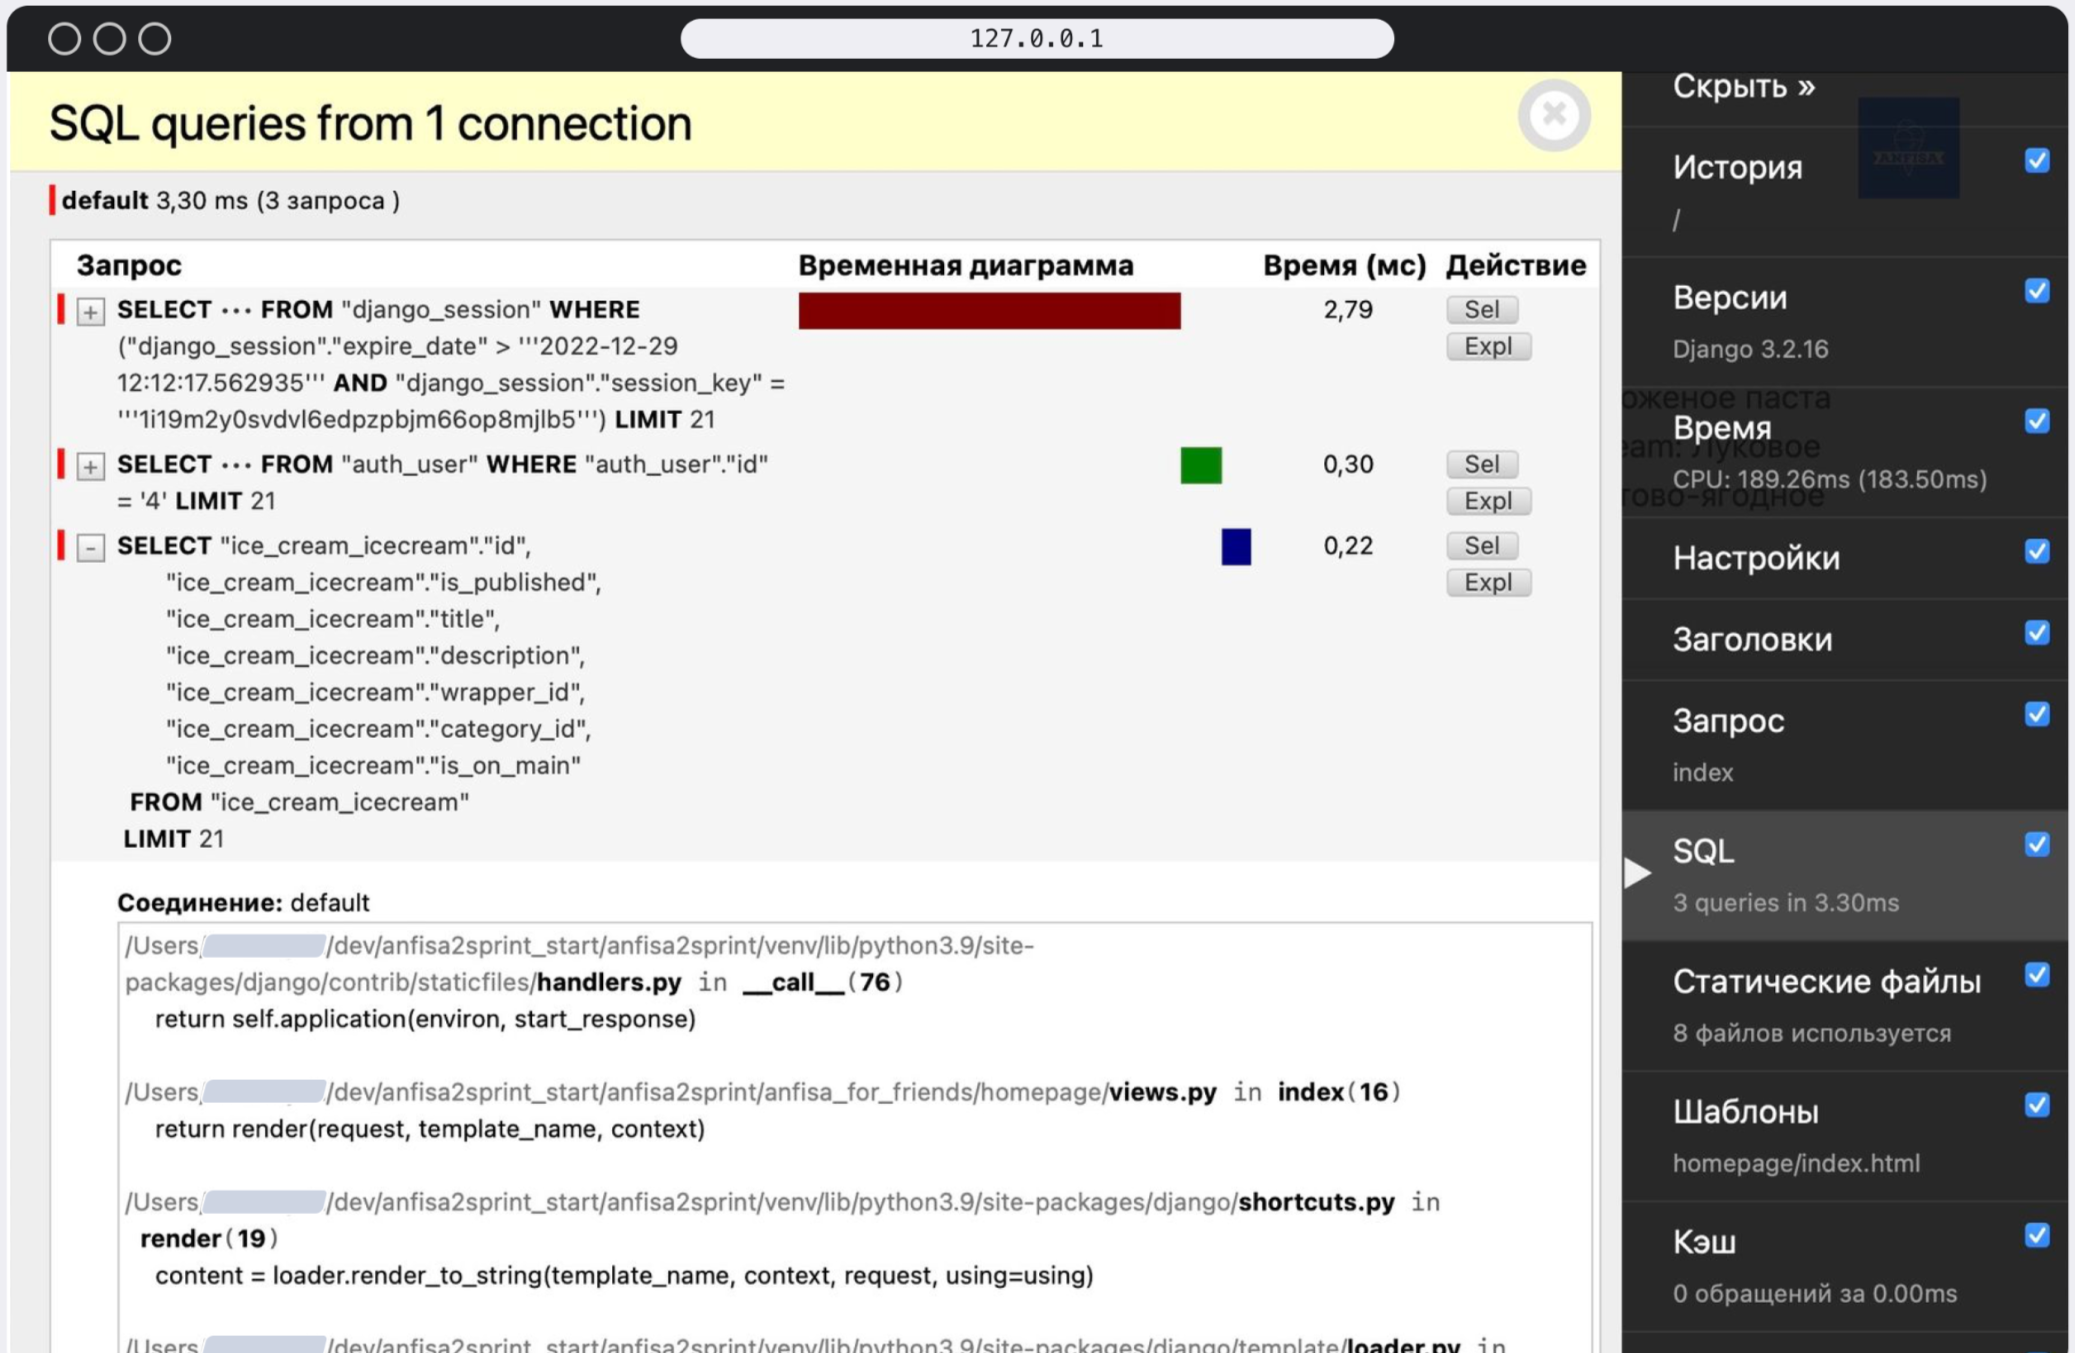 127.0.0.1
SQL queries from 1 connection
default 3,30 ms (3 запроса )
Запрос Временная диаграмма Время (мс) Действие
+ SELECT ••• FROM "django_session" WHERE 2,79 Sel
("django_session"."expire_date" > '''2022-12-29 Expl
12:12:17.562935''' AND "django_session"."session_key" =
'''1i19m2y0svdvl6edpzpbjm66op8mjlb5''') LIMIT 21
+ SELECT ••• FROM "auth_user" WHERE "auth_user"."id" 0,30 Sel
= '4' LIMIT 21 Expl
- SELECT "ice_cream_icecream"."id", 0,22 Sel
"ice_cream_icecream"."is_published", Expl
"ice_cream_icecream"."title",
"ice_cream_icecream"."description",
"ice_cream_icecream"."wrapper_id",
"ice_cream_icecream"."category_id",
"ice_cream_icecream"."is_on_main"
FROM "ice_cream_icecream"
LIMIT 21
Соединение: default
/Users/ /dev/anfisa2sprint_start/anfisa2sprint/venv/lib/python3.9/site-
packages/django/contrib/staticfiles/handlers.py in __call__(76)
return self.application(environ, start_response)
/Users/ /dev/anfisa2sprint_start/anfisa2sprint/anfisa_for_friends/homepage/views.py in index(16)
return render(request, template_name, context)
/Users/ /dev/anfisa2sprint_start/anfisa2sprint/venv/lib/python3.9/site-packages/django/shortcuts.py in
render(19)
content = loader.render_to_string(template_name, context, request, using=using)
/Users/ /dev/anfisa2sprint_start/anfisa2sprint/venv/lib/python3.9/site-packages/django/template/loader.py in
Скрыть »
ANFISA
История
/
Версии
Django 3.2.16
Время
CPU: 189.26ms (183.50ms)
Настройки
Заголовки
Запрос
index
SQL
3 queries in 3.30ms
Статические файлы
8 файлов используется
Шаблоны
homepage/index.html
Кэш
0 обращений за 0.00ms